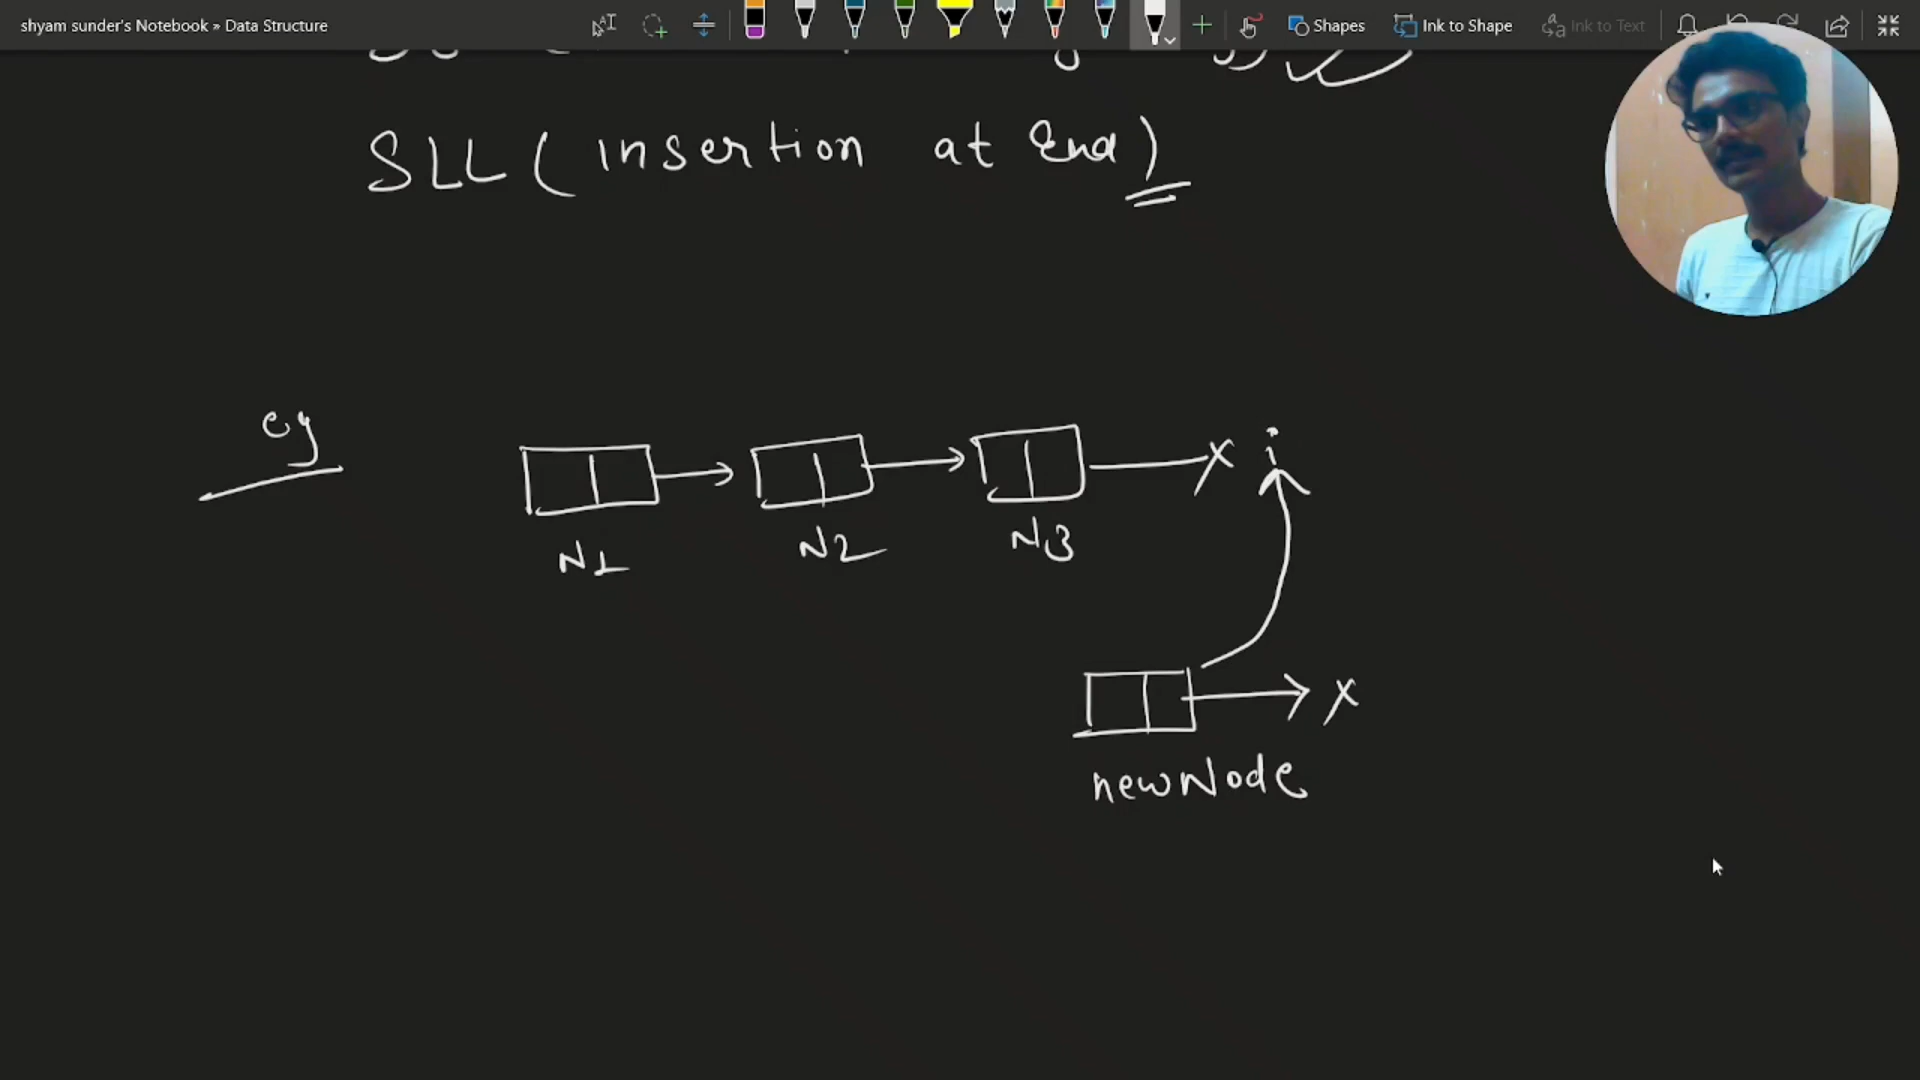 shyam sunder's Notebook » Data Structure
Shapes
Ink to Shape
Ink to Text
SLL ( insertion at End )
eg
X i
N1 N2 N3
X
newNode